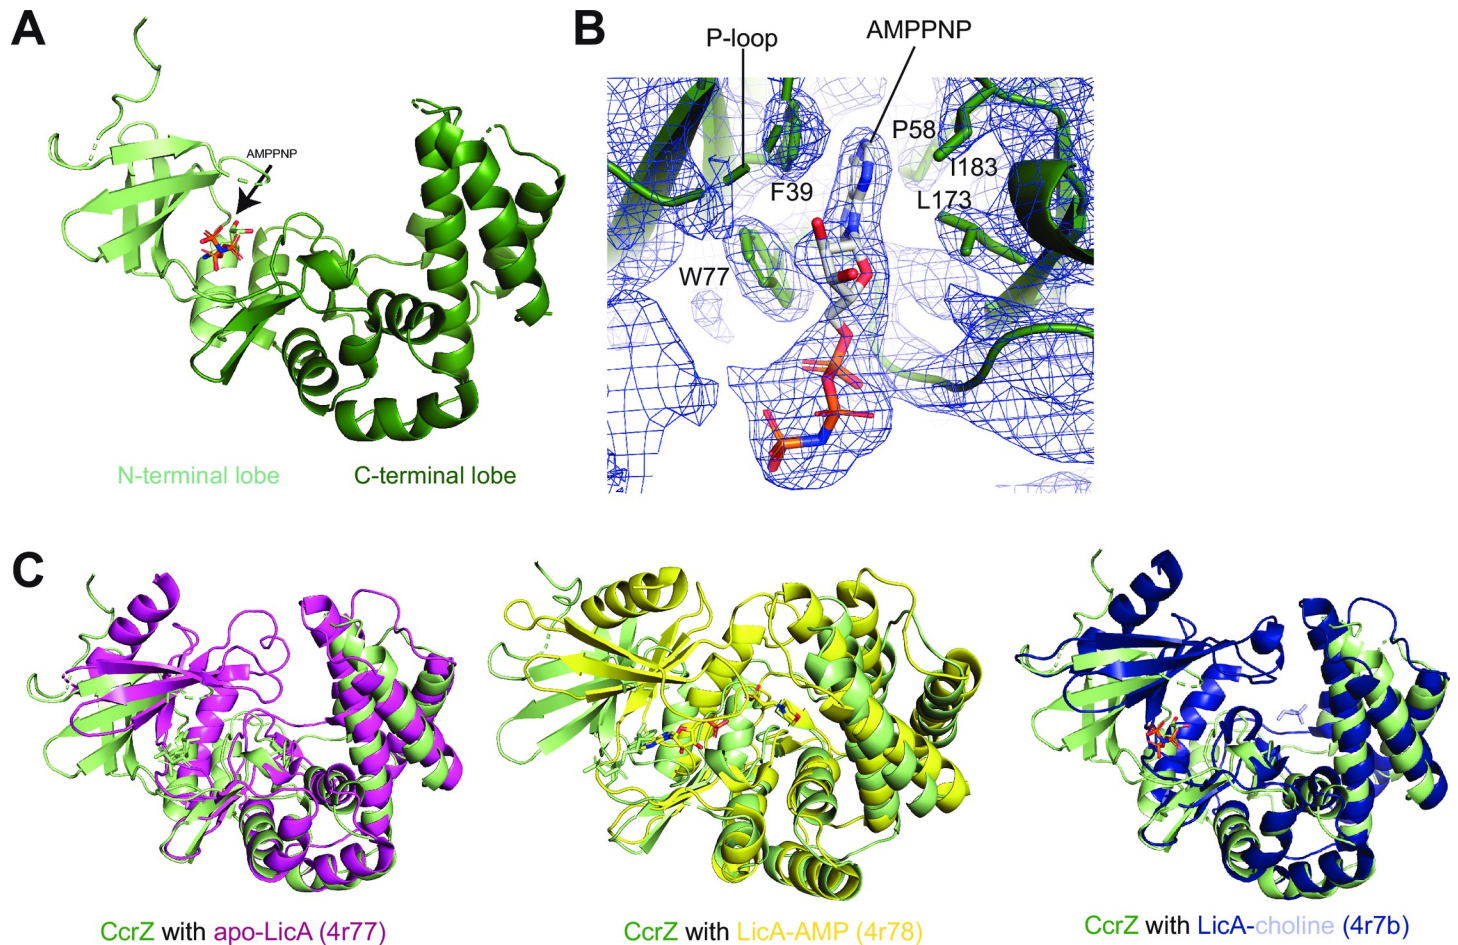 A
AMPPNP
N-terminal lobe
C-terminal lobe
B
P-loop
AMPPNP
P58
I183
F39
L173
W77
C
CcrZ with apo-LicA (4r77)
CcrZ with LicA-AMP (4r78)
CcrZ with LicA-choline (4r7b)